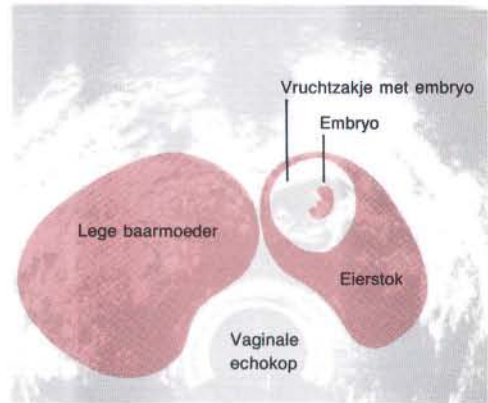 Vruchtzakje met embryo
Embryo
Lege baarmoeder
Eierstok
Vaginale
echokop